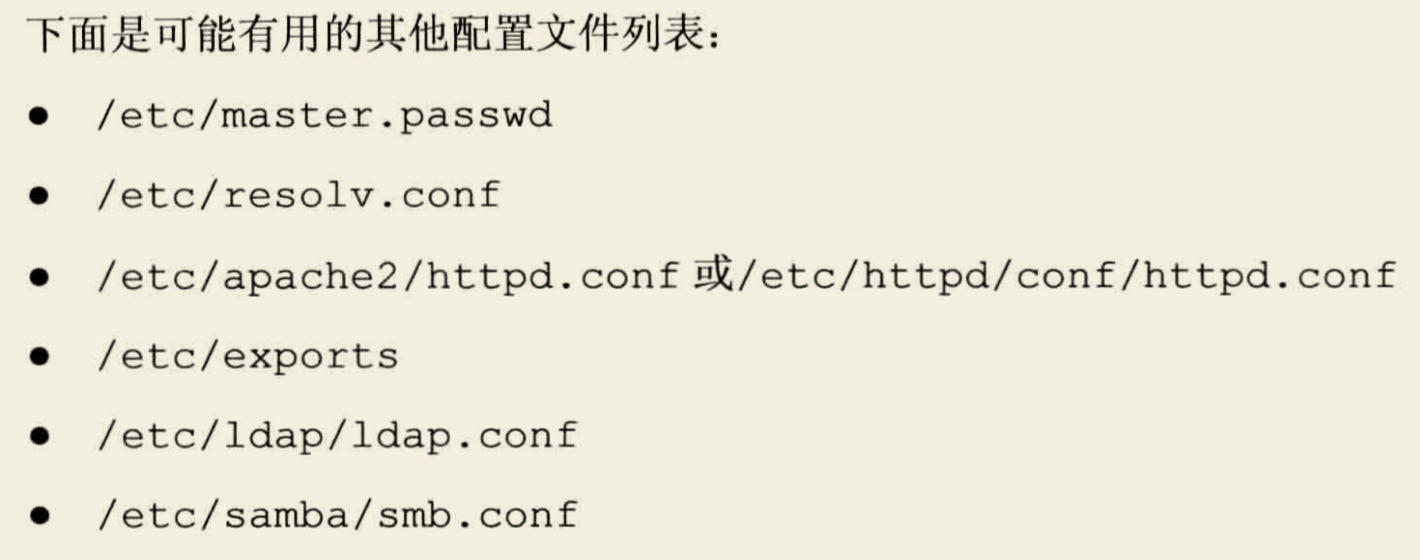 下面是可能有用的其他配置文件列表：
● /etc/master.passwd
● /etc/resolv.conf
● /etc/apache2/httpd.conf 或/etc/httpd/conf/httpd.conf
● /etc/exports
● /etc/ldap/ldap.conf
● /etc/samba/smb.conf